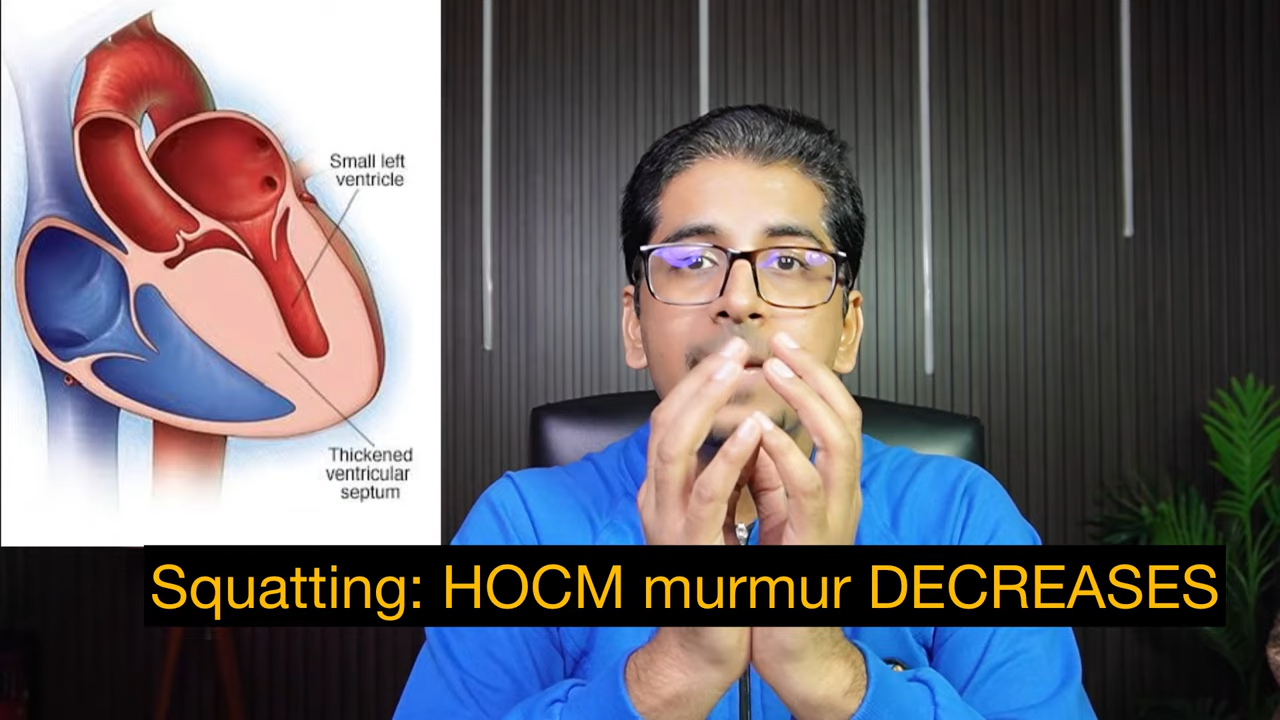 Small left
ventricle
Thickened
ventricular
septum
Squatting: HOCM murmur DECREASES